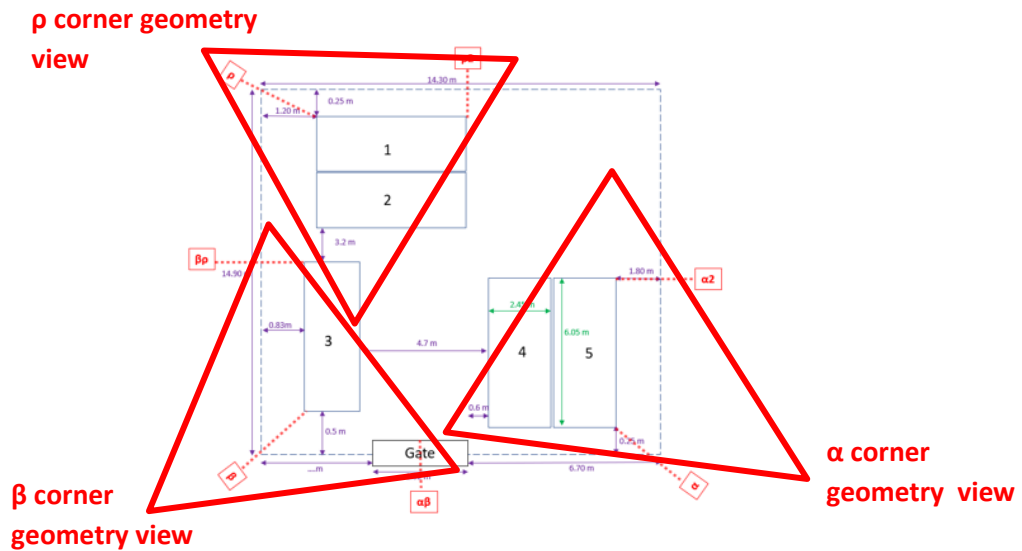 ρ corner geometry
view
ρ
14.30 m
0.25 m
1.20 m
1
2
3.2 m
βρ
14.90
1.80 m
α2
2.45
6.05 m
0.83m
3
4.7 m
4
5
0.6 m
0.5 m
0.25 m
Gate
...m
6.70 m
β
αβ
α
α corner
geometry view
β corner
geometry view